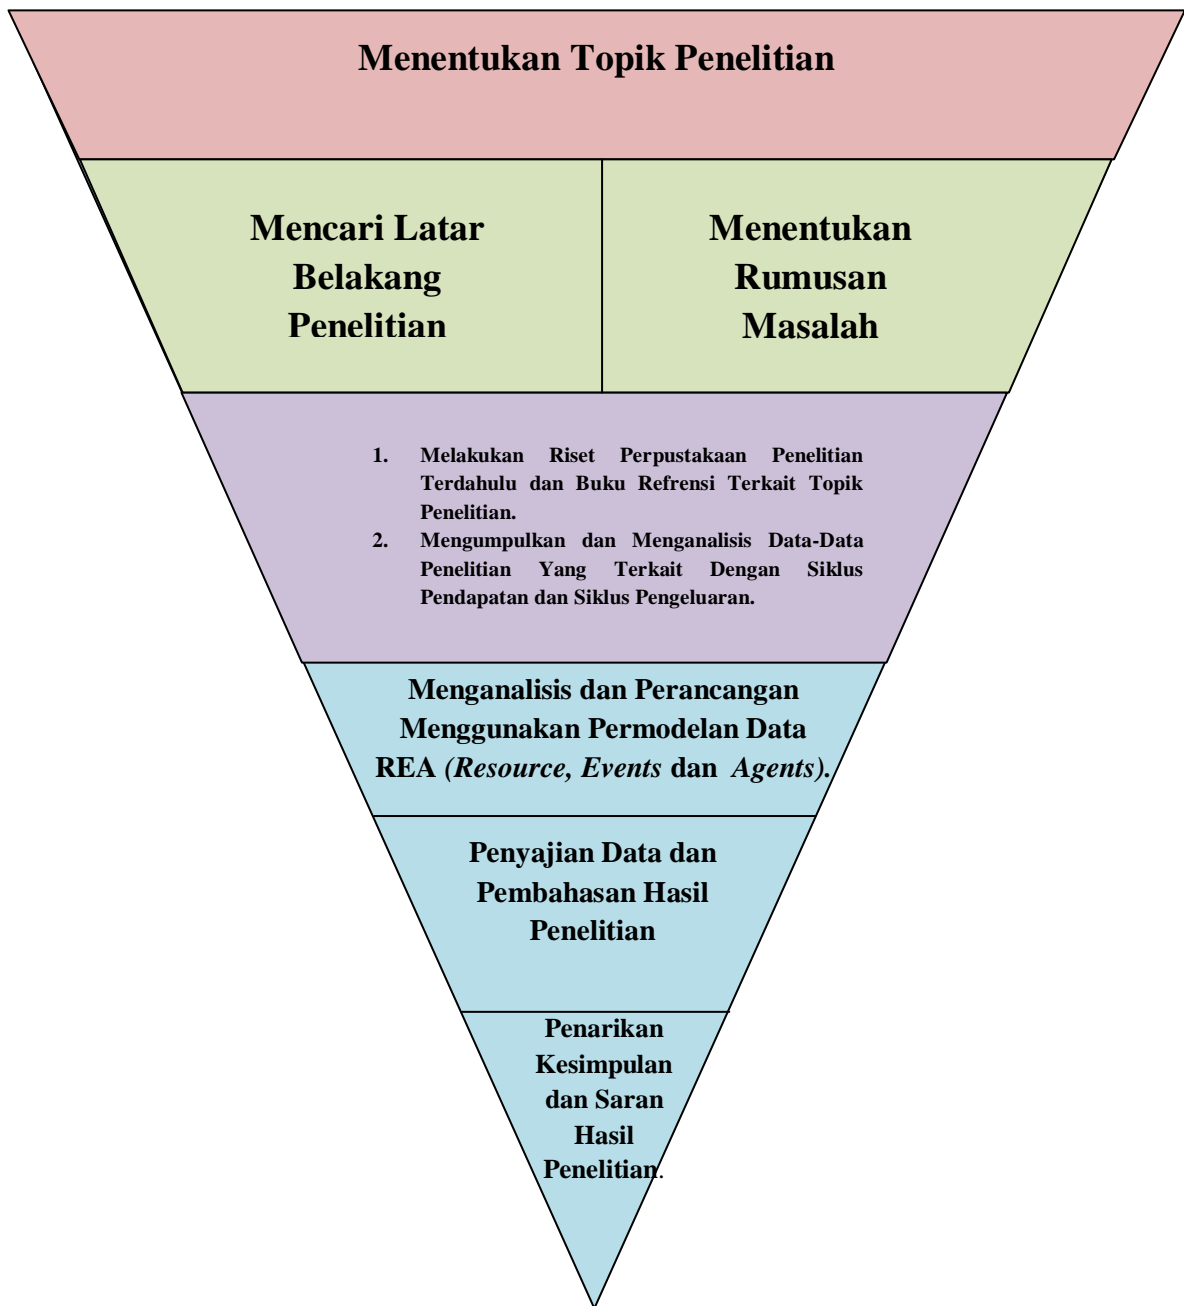 Menentukan Topik Penelitian
Mencari Latar
Belakang
Penelitian
Menentukan
Rumusan
Masalah
1. Melakukan Riset Perpustakaan Penelitian
Terdahulu dan Buku Refrensi Terkait Topik
Penelitian.
2. Mengumpulkan dan Menganalisis Data-Data
Penelitian Yang Terkait Dengan Siklus
Pendapatan dan Siklus Pengeluaran.
Menganalisis dan Perancangan
Menggunakan Permodelan Data
REA (Resource, Events dan Agents).
Penyajian Data dan
Pembahasan Hasil
Penelitian
Penarikan
Kesimpulan
dan Saran
Hasil
Penelitian.